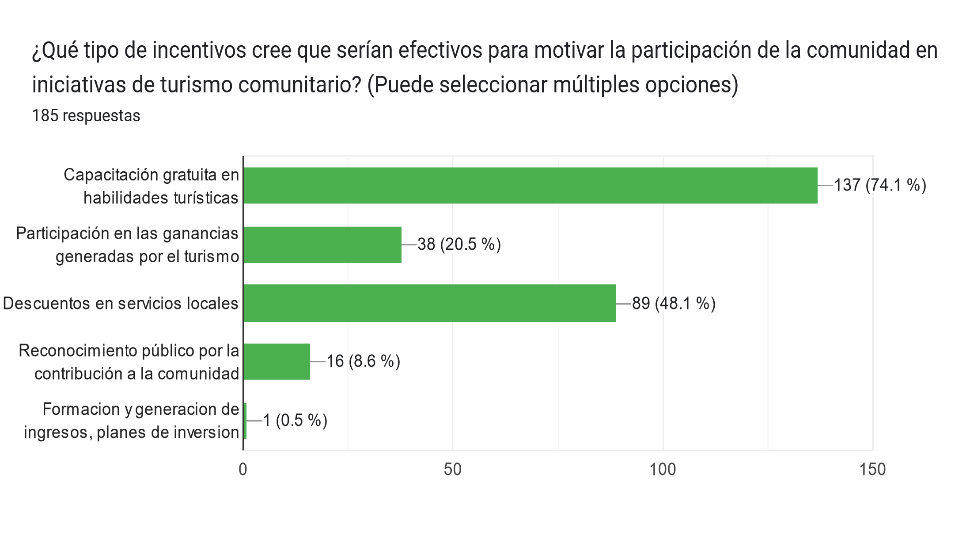 ¿Qué tipo de incentivos cree que serían efectivos para motivar la participación de la comunidad en
iniciativas de turismo comunitario? (Puede seleccionar múltiples opciones)
185 respuestas
Capacitación gratuita en
habilidades turísticas
137 (74.1 %)
Participación en las ganancias
generadas por el turismo
38 (20.5 %)
Descuentos en servicios locales
89 (48.1 %)
Reconocimiento público por la
contribución a la comunidad
16 (8.6 %)
Formacion y generacion de
ingresos, planes de inversion
1 (0.5 %)
0 50 100 150